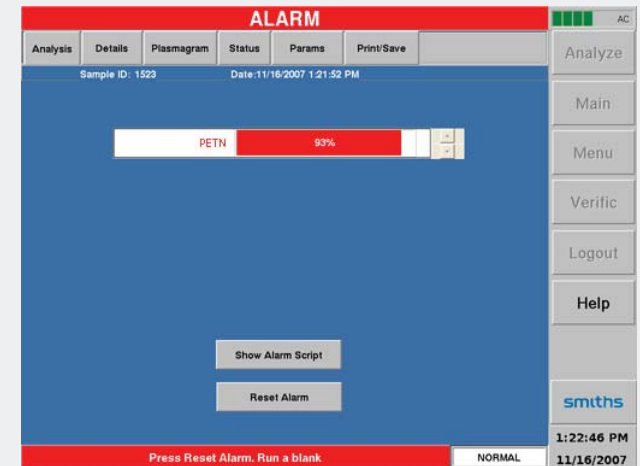 ALARM
AC
Analysis Details Plasmagram Status Params Print/Save
Analyze
Sample ID: 1523 Date:11/16/2007 1:21:52 PM
Main
PETN 93%
Menu
Verific
Logout
Help
Show Alarm Script
Reset Alarm
smiths
1:22:46 PM
Press Reset Alarm. Run a blank NORMAL 11/16/2007